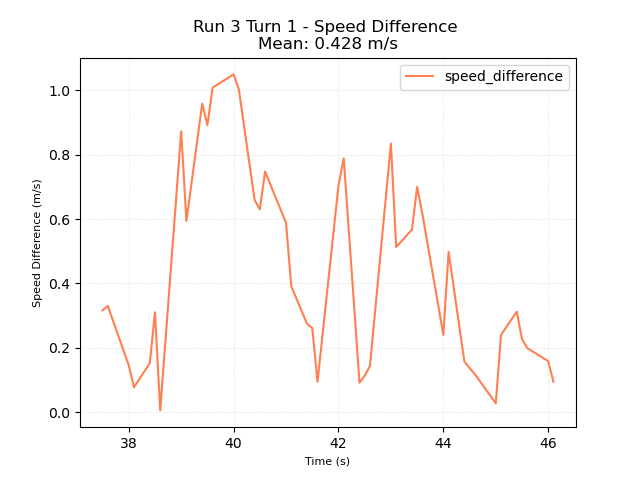 Run 3 Turn 1 - Speed Difference
Mean: 0.428 m/s
speed_difference
Speed Difference (m/s)
1.0
0.8
0.6
0.4
0.2
0.0
38
40
42
44
46
Time (s)